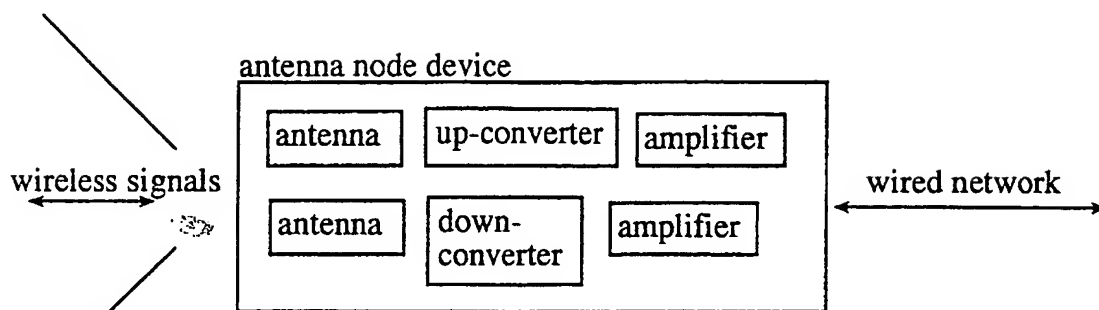 antenna node device
antenna
up-converter
amplifier
wireless signals
wired network
antenna
down-
converter
amplifier